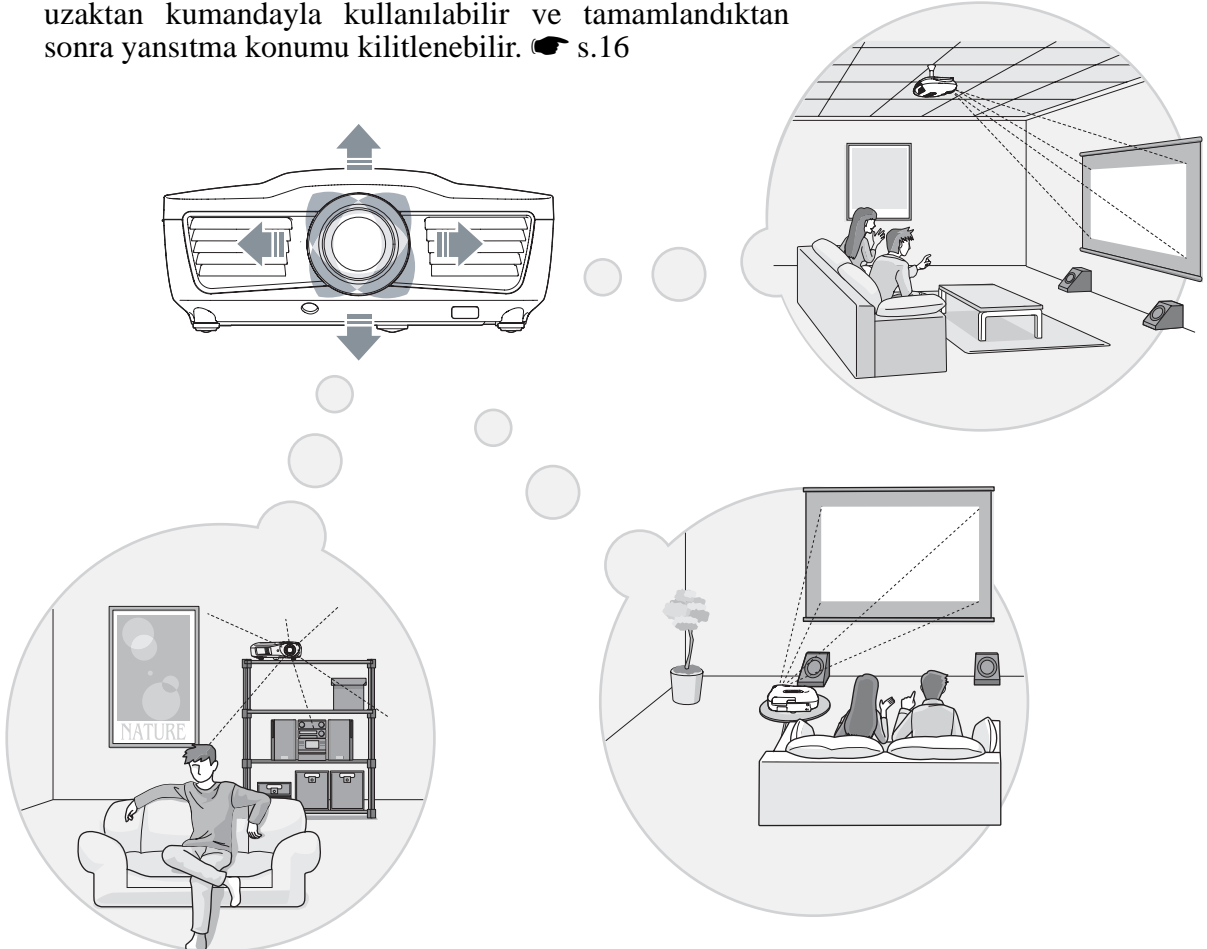 uzaktan kumandayla kullanılabilir ve tamamlandıktan
sonra yansıtma konumu kilitlenebilir. ☛ s.16
NATURE